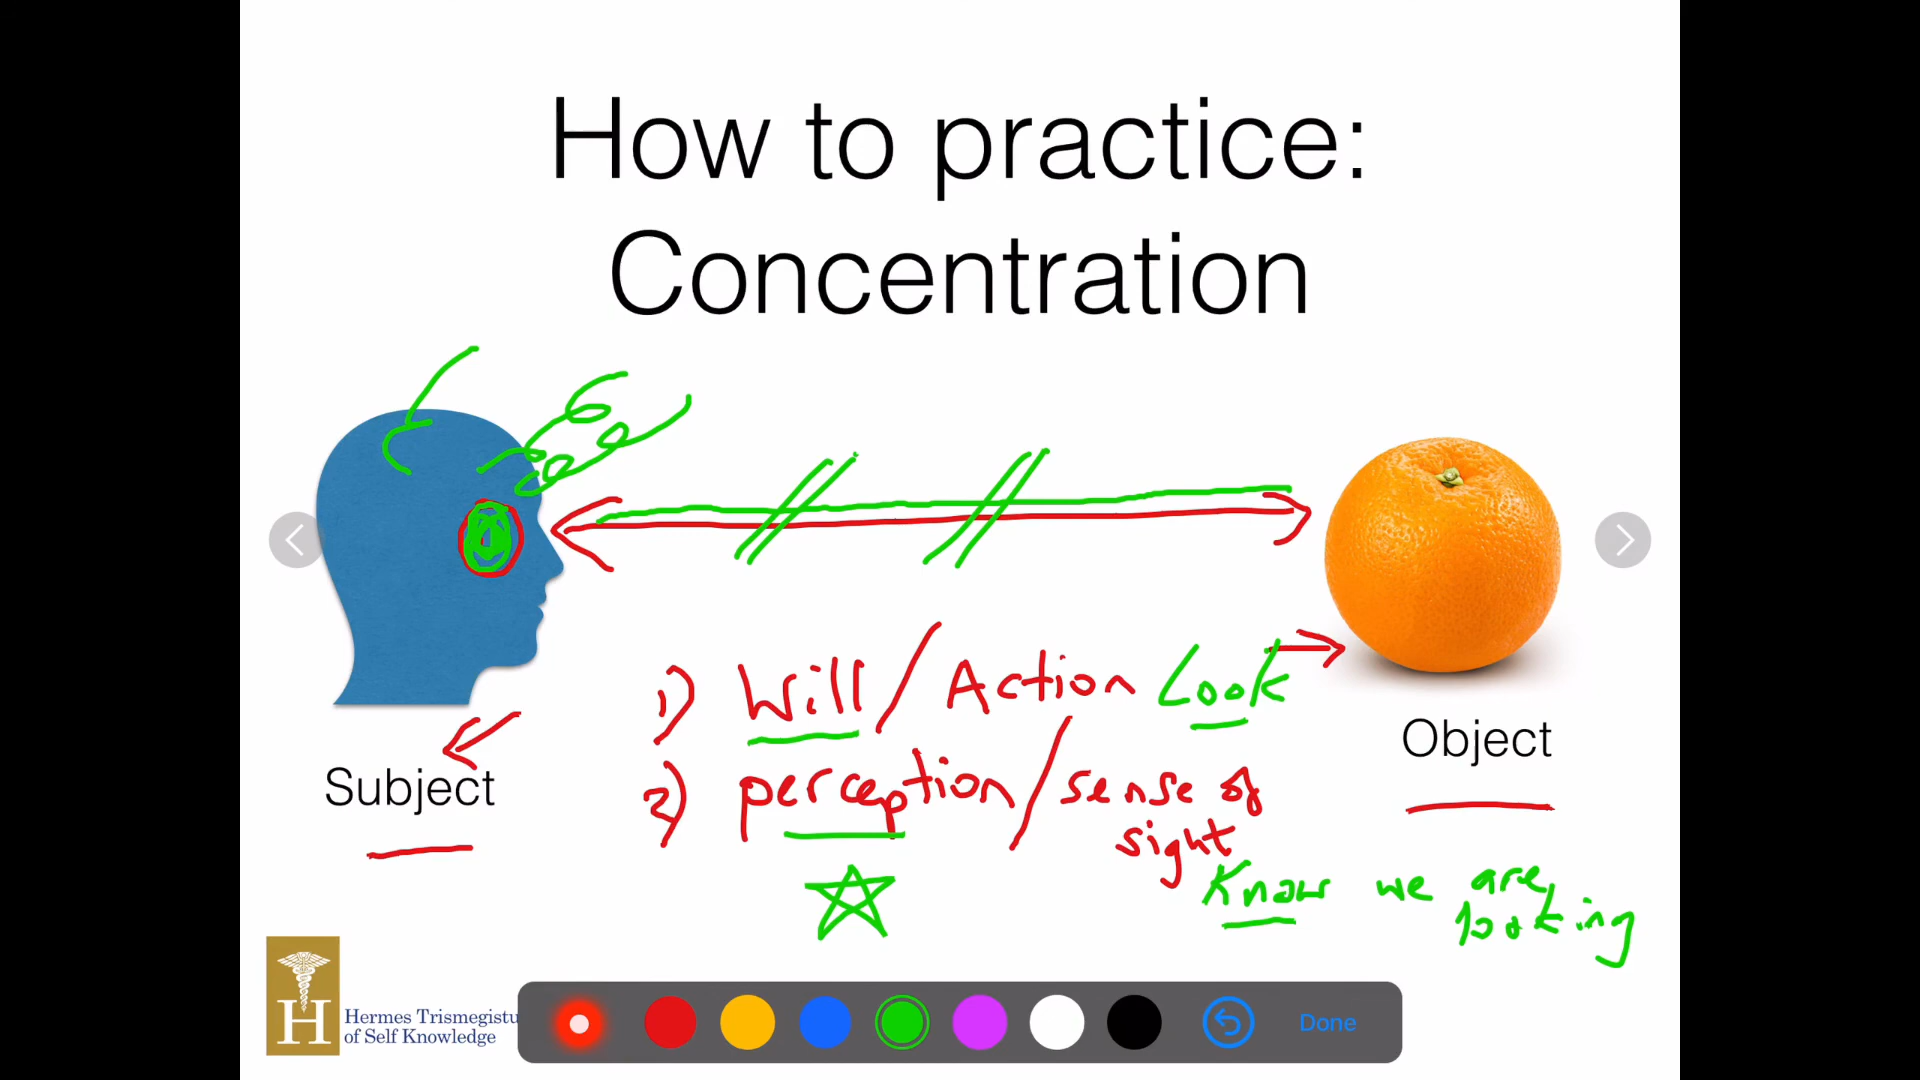 How to practice:
Concentration
1) Will / Action Look
Object
Subject
2) perception / sense of
sight
Know we are
looking
H
Hermes Trismegistu
of Self Knowledge
Done